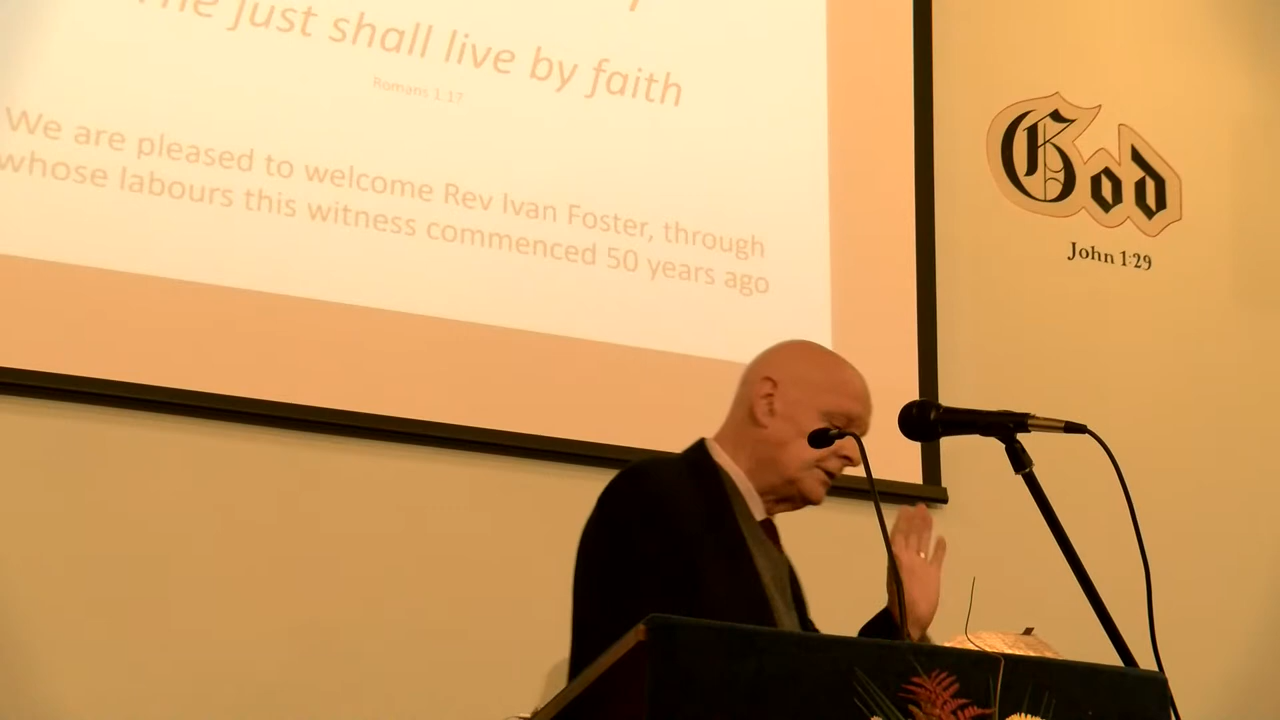 The just shall live by faith
Romans 1:17
We are pleased to welcome Rev Ivan Foster, through
whose labours this witness commenced 50 years ago
God
John 1:29